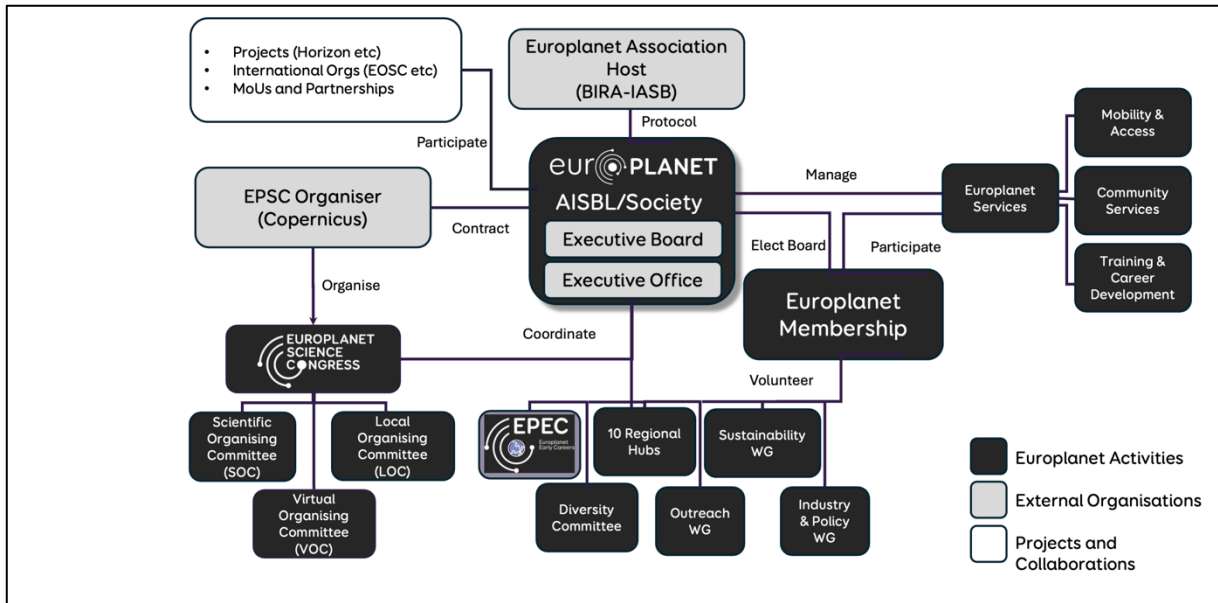 • Projects (Horizon etc)
• International Orgs (EOSC etc)
• MoUs and Partnerships
Europlanet Association
Host
(BIRA-IASB)
Protocol
Participate
EPSC Organiser
(Copernicus)
Contract
Organise
euroPLANET
AISBL/Society
Executive Board
Executive Office
Manage
Elect Board
Participate
Europlanet
Services
Mobility &
Access
Community
Services
Training &
Career
Development
Europlanet
Membership
Coordinate
Volunteer
EUROPLANET
SCIENCE
CONGRESS
Scientific
Organising
Committee
(SOC)
Local
Organising
Committee
(LOC)
Virtual
Organising
Committee
(VOC)
EPEC
Europlanet
Early Careers
10 Regional
Hubs
Sustainability
WG
Diversity
Committee
Outreach
WG
Industry
& Policy
WG
Europlanet Activities
External Organisations
Projects and
Collaborations